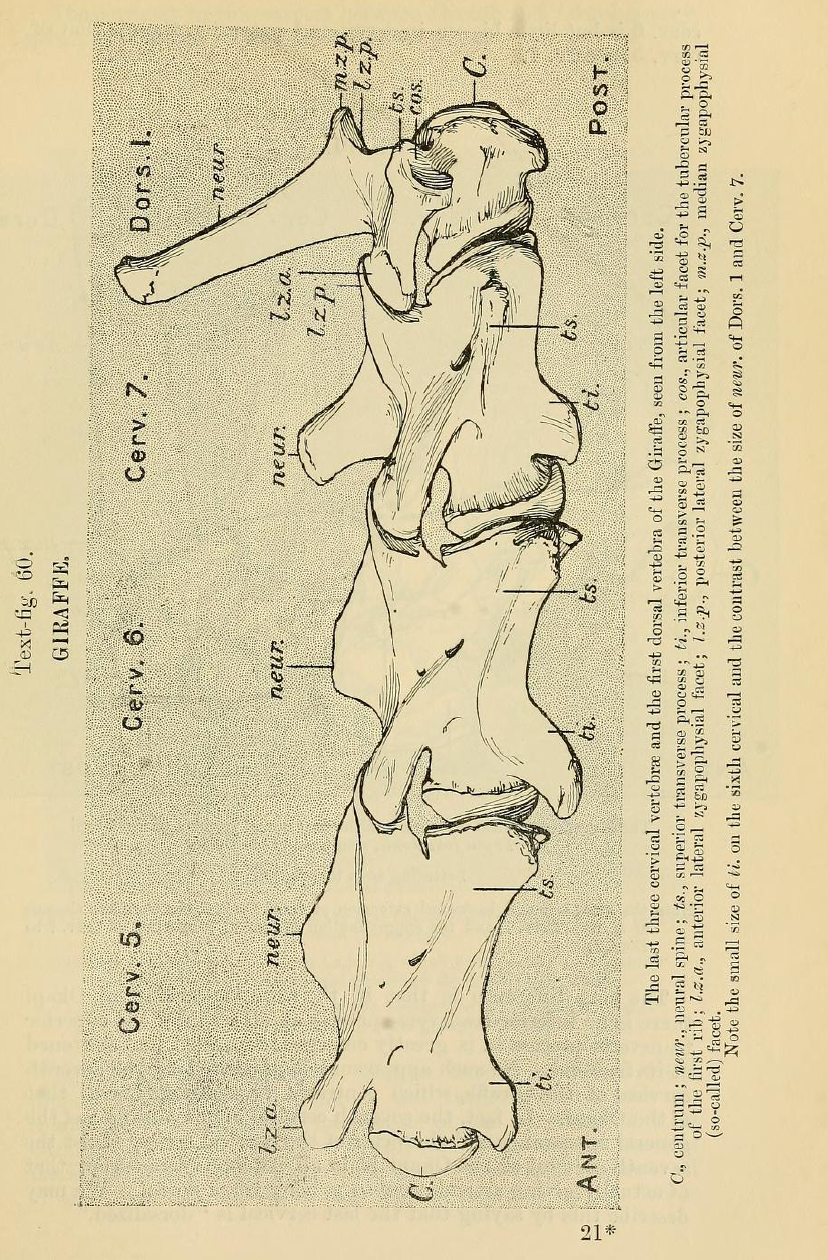 Text-fig. 60.
GIRAFFE.
Cerv. 5.
Cerv. 6.
Cerv. 7.
Dors. 1.
neur.
neur.
neur.
neur
m.z.p.
l.z.p.
l.z.a.
l.z.a.
l.z.p
ts.
cos.
C.
C.
ti.
ts.
ti.
ts.
ti.
ts.
ANT.
POST.
The last three cervical vertebræ and the first dorsal vertebra of the Giraffe, seen from the left side.
C., centrum; neur., neural spine; ts., superior transverse process; ti., inferior transverse process; cos., articular facet for the tubercular process
of the first rib; l.z.a., anterior lateral zygapophysial facet; l.z.p., posterior lateral zygapophysial facet; m.z.p., median zygapophysial
(so-called) facet.
Note the small size of ti. on the sixth cervical and the contrast between the size of neur. of Dors. 1 and Cerv. 7.
21*